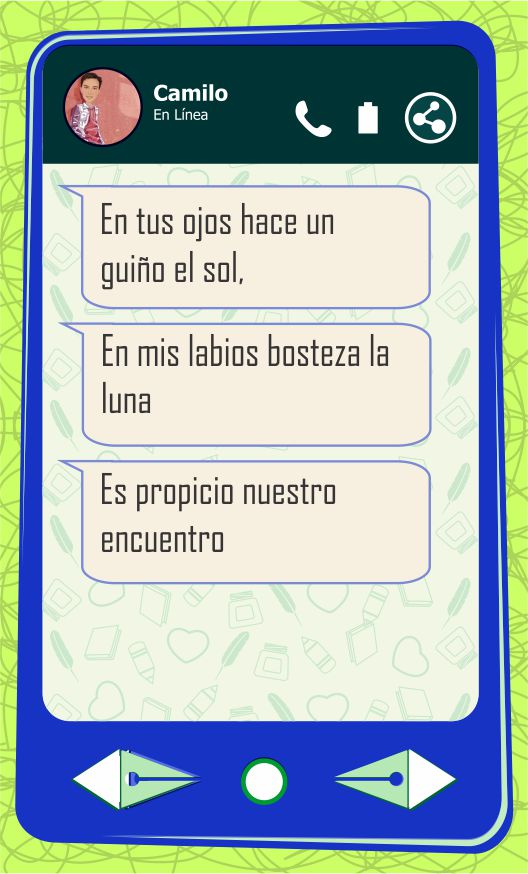 Camilo
En Línea
En tus ojos hace un
guiño el sol,
En mis labios bosteza la
luna
Es propicio nuestro
encuentro